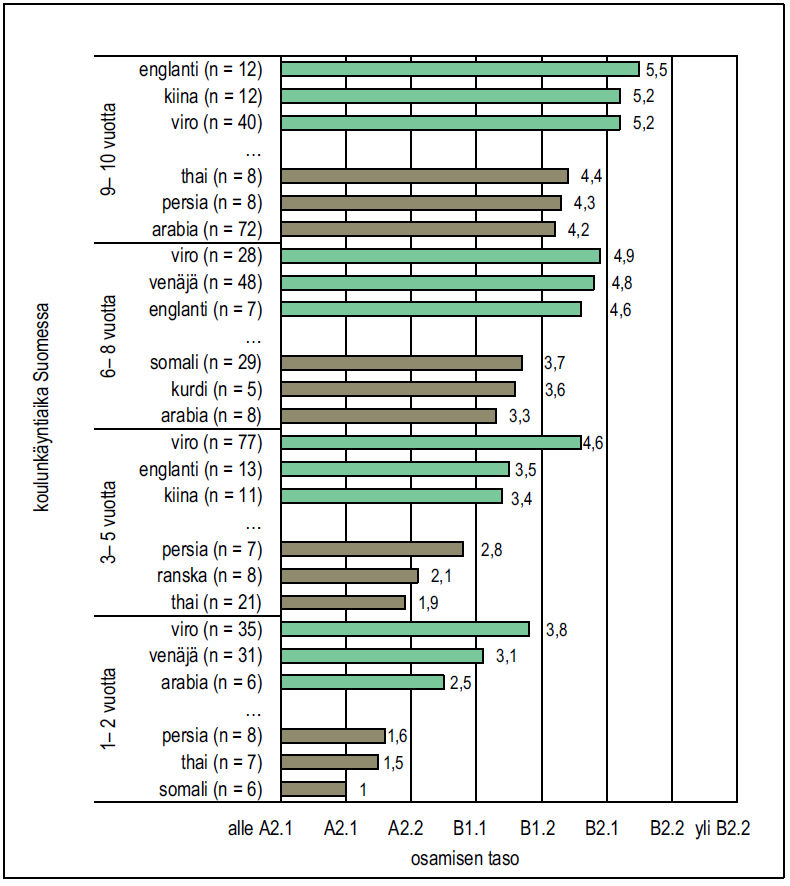 koulunkäyntiaika Suomessa
9– 10 vuotta
englanti (n = 12) 5,5
kiina (n = 12) 5,2
viro (n = 40) 5,2
…
thai (n = 8) 4,4
persia (n = 8) 4,3
arabia (n = 72) 4,2
6– 8 vuotta
viro (n = 28) 4,9
venäjä (n = 48) 4,8
englanti (n = 7) 4,6
…
somali (n = 29) 3,7
kurdi (n = 5) 3,6
arabia (n = 8) 3,3
3– 5 vuotta
viro (n = 77) 4,6
englanti (n = 13) 3,5
kiina (n = 11) 3,4
…
persia (n = 7) 2,8
ranska (n = 8) 2,1
thai (n = 21) 1,9
1– 2 vuotta
viro (n = 35) 3,8
venäjä (n = 31) 3,1
arabia (n = 6) 2,5
…
persia (n = 8) 1,6
thai (n = 7) 1,5
somali (n = 6) 1
alle A2.1 A2.1 A2.2 B1.1 B1.2 B2.1 B2.2 yli B2.2
osamisen taso